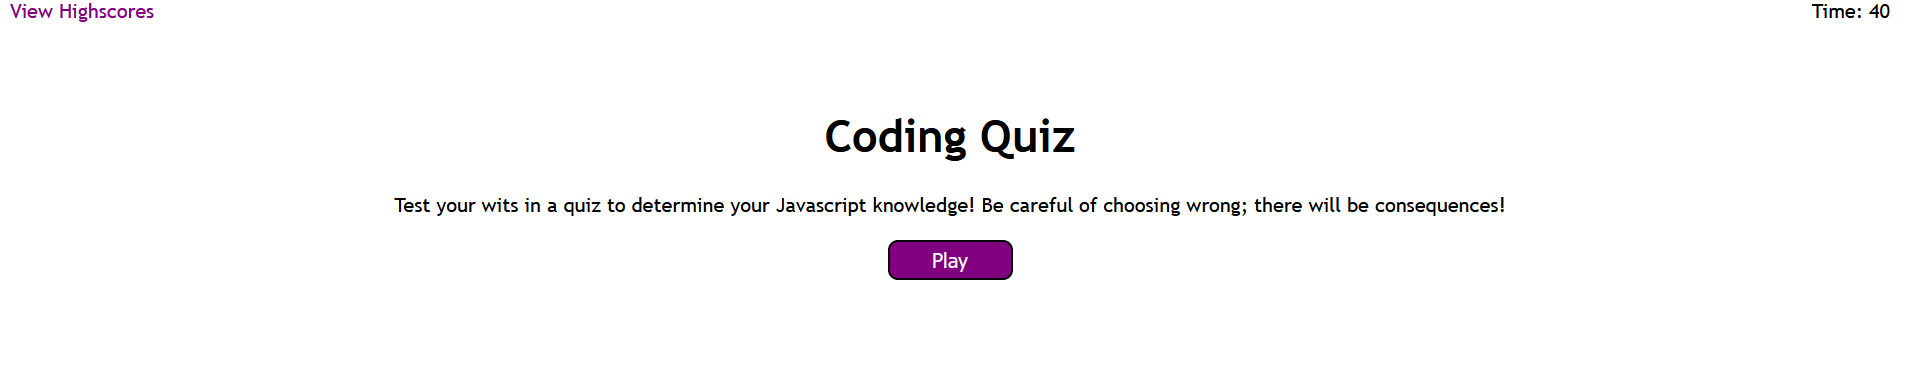 View Highscores
Time: 40
Coding Quiz
Test your wits in a quiz to determine your Javascript knowledge! Be careful of choosing wrong; there will be consequences!
Play